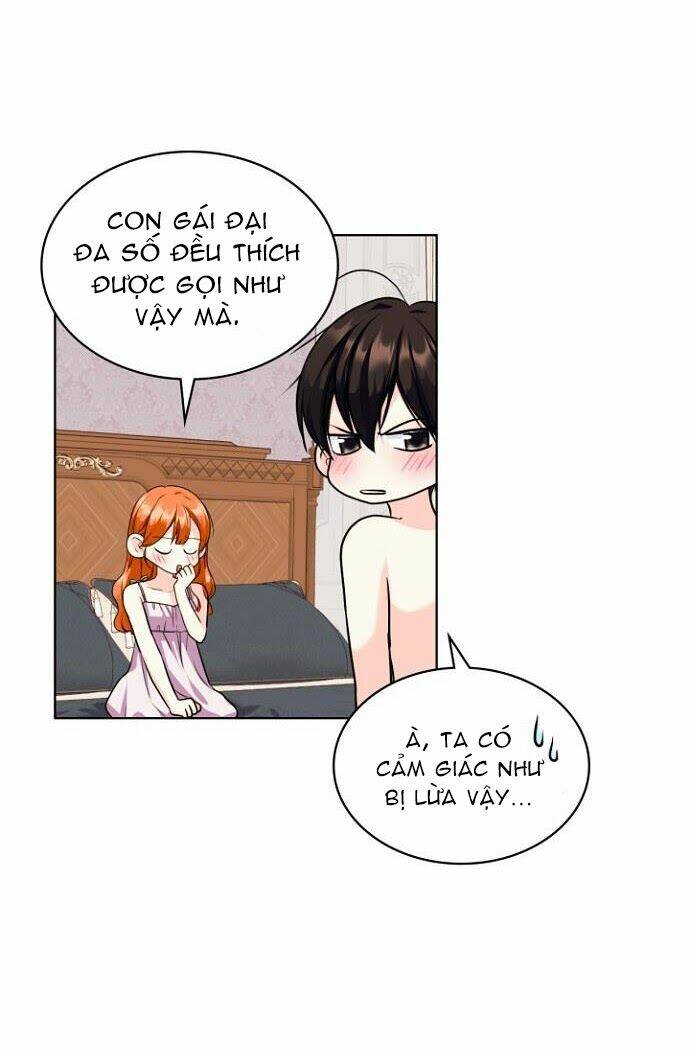 CON GÁI ĐẠI
ĐA SỐ ĐỀU THÍCH
ĐƯỢC GỌI NHƯ
VẬY MÀ.
À, TA CÓ
CẢM GIÁC NHƯ
BỊ LỪA VẬY...